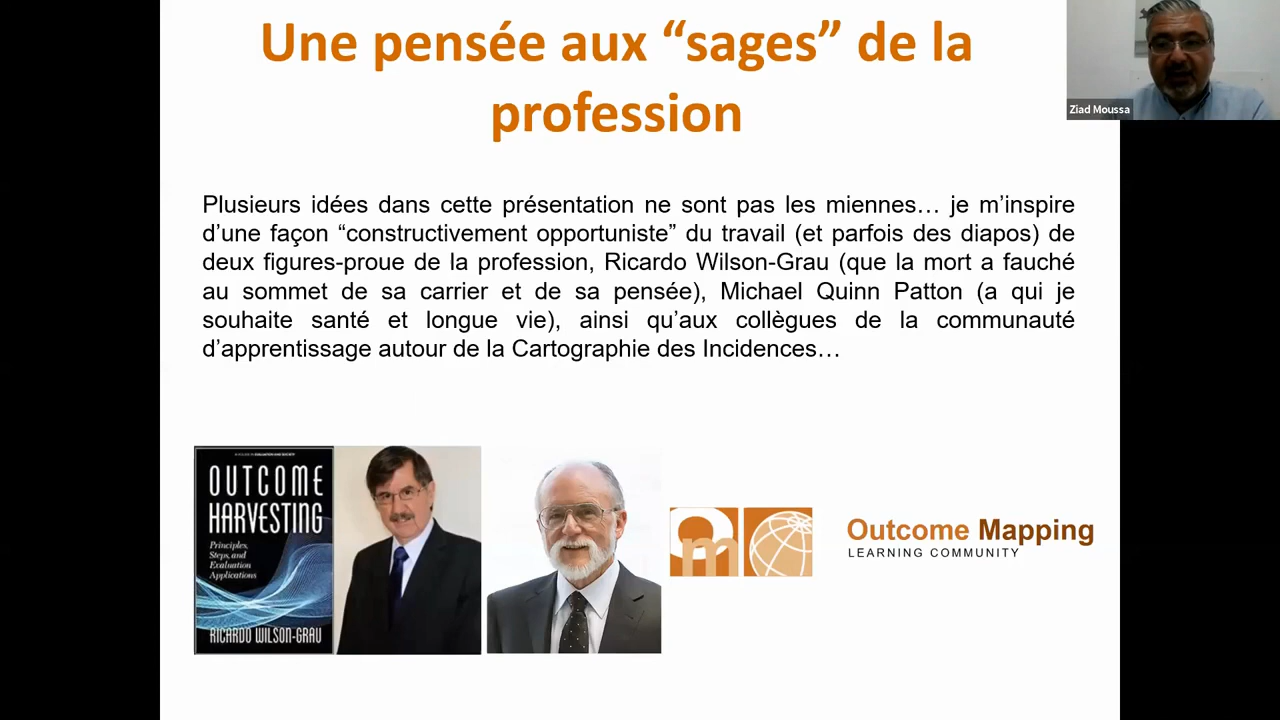 Une pensée aux “sages” de la
profession
Ziad Moussa
Plusieurs idées dans cette présentation ne sont pas les miennes… je m’inspire
d’une façon “constructivement opportuniste” du travail (et parfois des diapos) de
deux figures-proue de la profession, Ricardo Wilson-Grau (que la mort a fauché
au sommet de sa carrier et de sa pensée), Michael Quinn Patton (a qui je
souhaite santé et longue vie), ainsi qu’aux collègues de la communauté
d’apprentissage autour de la Cartographie des Incidences…
OUTCOME
HARVESTING
Principles,
Steps, and
Evaluation
Applications
RICARDO WILSON-GRAU
om
Outcome Mapping
LEARNING COMMUNITY